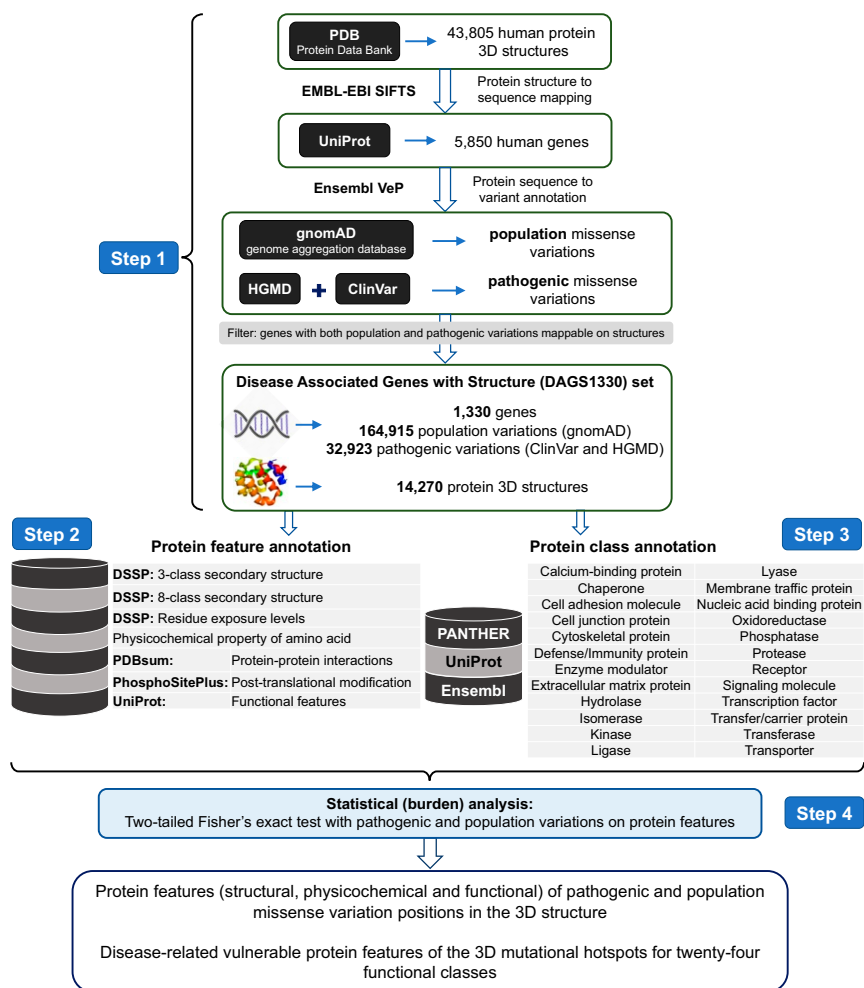 PDB
Protein Data Bank
43,805 human protein
3D structures
EMBL-EBI SIFTS
Protein structure to
sequence mapping
UniProt
5,850 human genes
Ensembl VeP
Protein sequence to
variant annotation
Step 1
gnomAD
genome aggregation database
population missense
variations
HGMD + ClinVar
pathogenic missense
variations
Filter: genes with both population and pathogenic variations mappable on structures
Disease Associated Genes with Structure (DAGS1330) set
1,330 genes
164,915 population variations (gnomAD)
32,923 pathogenic variations (ClinVar and HGMD)
14,270 protein 3D structures
Step 2
Protein feature annotation
DSSP: 3-class secondary structure
DSSP: 8-class secondary structure
DSSP: Residue exposure levels
Physicochemical property of amino acid
PDBsum: Protein-protein interactions
PhosphoSitePlus: Post-translational modification
UniProt: Functional features
Step 3
Protein class annotation
PANTHER
UniProt
Ensembl
Calcium-binding protein
Chaperone
Cell adhesion molecule
Cell junction protein
Cytoskeletal protein
Defense/Immunity protein
Enzyme modulator
Extracellular matrix protein
Hydrolase
Isomerase
Kinase
Ligase
Lyase
Membrane traffic protein
Nucleic acid binding protein
Oxidoreductase
Phosphatase
Protease
Receptor
Signaling molecule
Transcription factor
Transfer/carrier protein
Transferase
Transporter
Statistical (burden) analysis:
Two-tailed Fisher's exact test with pathogenic and population variations on protein features
Step 4
Protein features (structural, physicochemical and functional) of pathogenic and population
missense variation positions in the 3D structure
Disease-related vulnerable protein features of the 3D mutational hotspots for twenty-four
functional classes